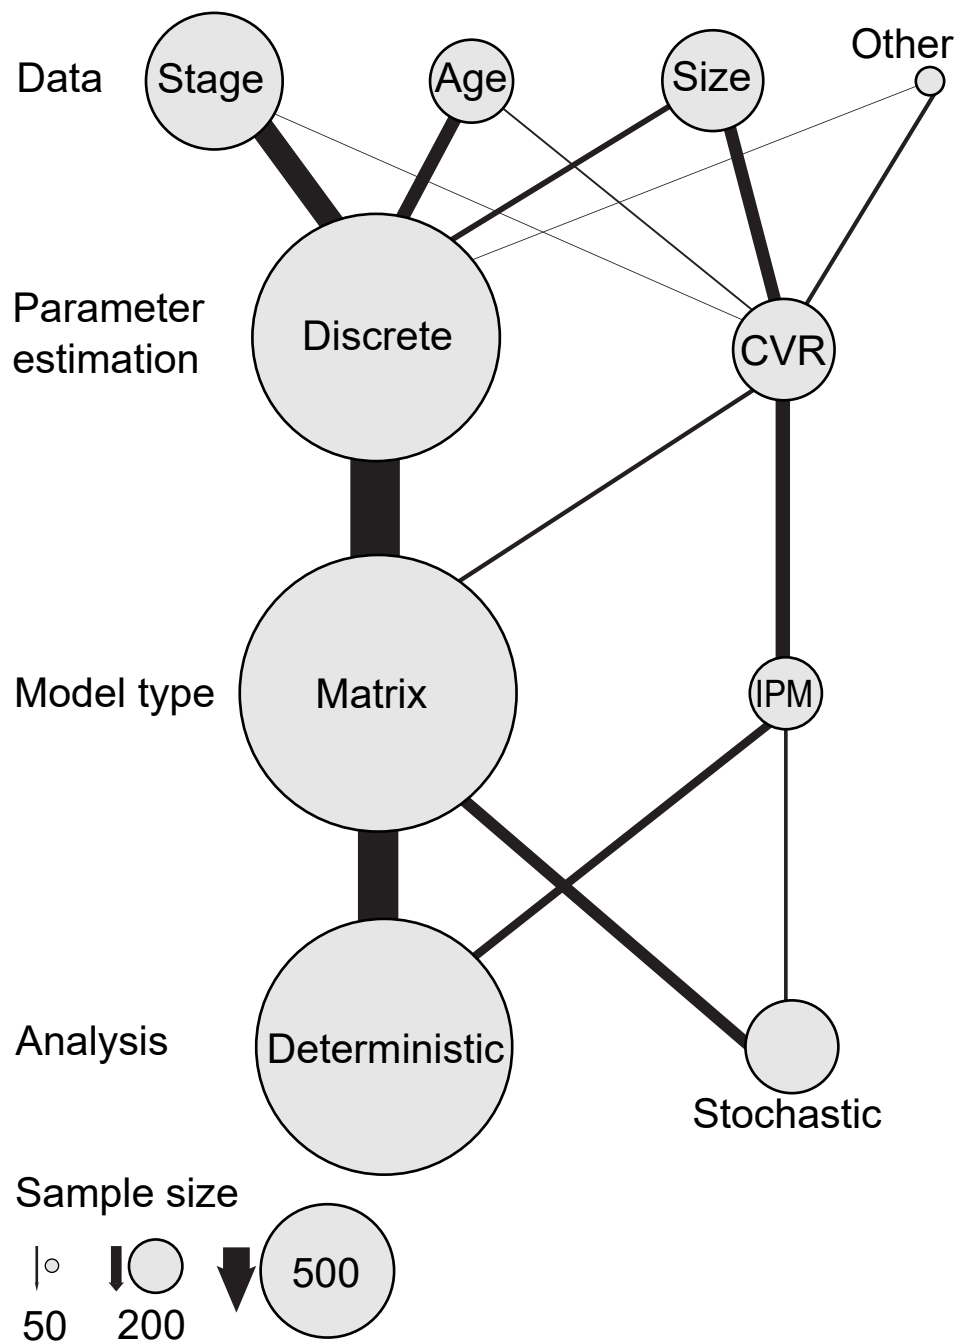 Other
Data
Stage
Age
Size
Parameter
estimation
Discrete
CVR
Model type
Matrix
IPM
Analysis
Deterministic
Stochastic
Sample size
500
50
200